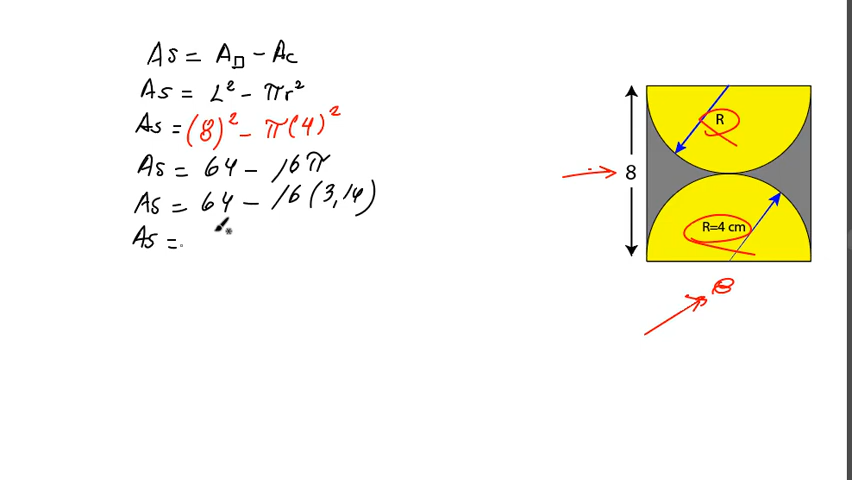 As = A□ - Ac
As = L² - πr²
As = (8)² - π(4)²
As = 64 - 16π
As = 64 - 16(3,14)
As =
R
8
R=4 cm
8